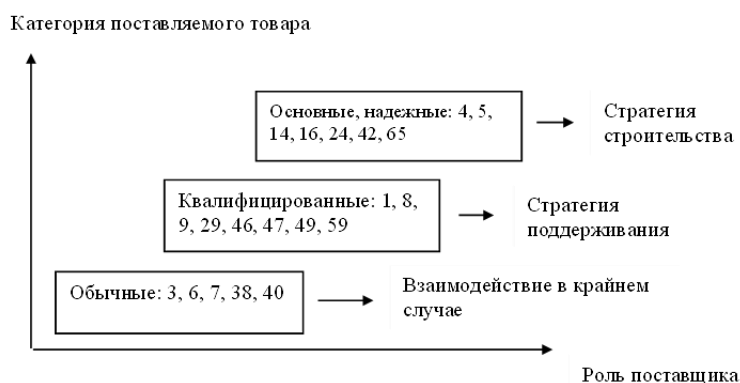 Категория поставляемого товара
Основные, надежные: 4, 5,
14, 16, 24, 42, 65
Стратегия
строительства
Квалифицированные: 1, 8,
9, 29, 46, 47, 49, 59
Стратегия
поддерживания
Обычные: 3, 6, 7, 38, 40
Взаимодействие в крайнем
случае
Роль поставщика